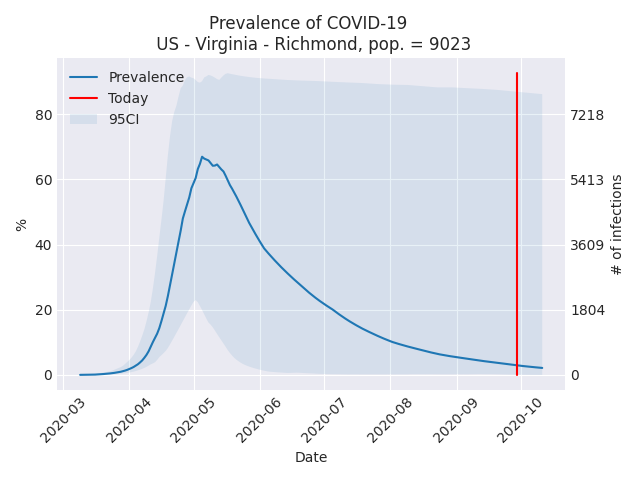 Prevalence of COVID-19
US - Virginia - Richmond, pop. = 9023
Prevalence
Today
95CI
80
60
40
20
0
%
7218
5413
3609
1804
0
# of infections
2020-03
2020-04
2020-05
2020-06
2020-07
2020-08
2020-09
2020-10
Date